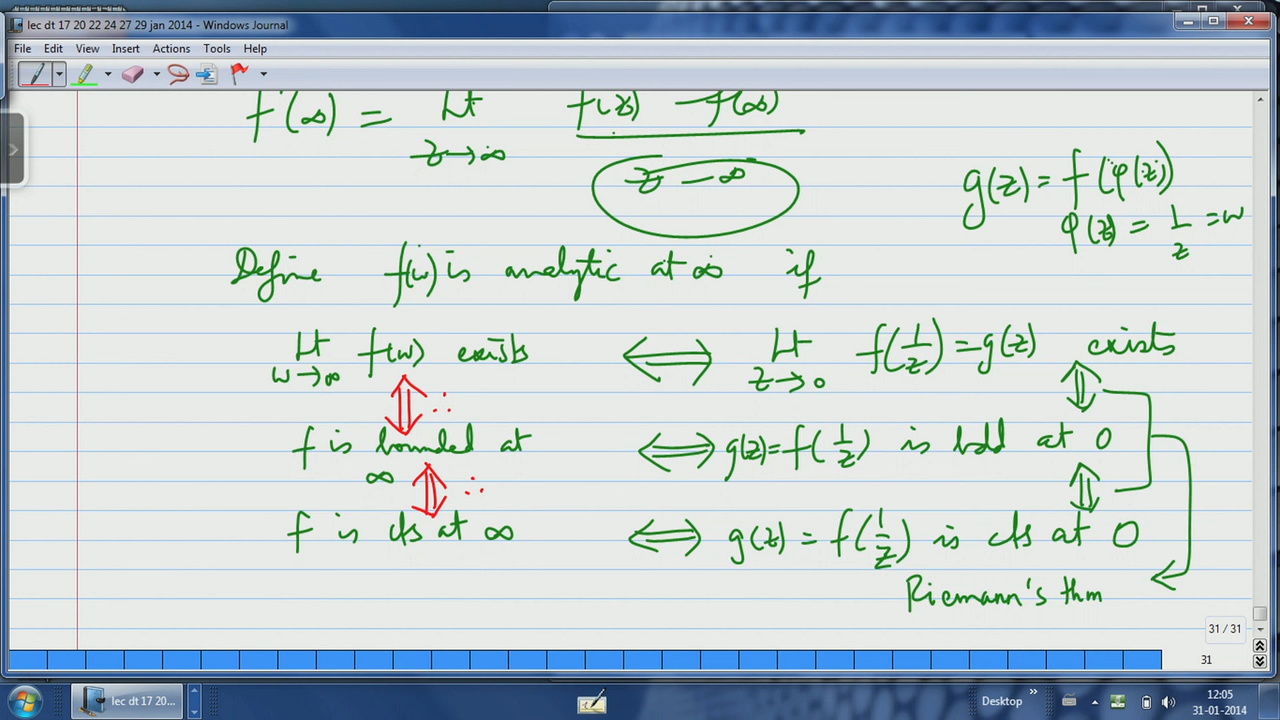 lec dt 17 20 22 24 27 29 jan 2014 - Windows Journal
File Edit View Insert Actions Tools Help
f'(∞) = Lt z→∞ f(z) − f(∞) / z − ∞
g(z) = f(φ(z))
φ(z) = 1/z = w
Define f(w) is analytic at ∞ if
Lt w→∞ f(w) exists ⟺ Lt z→0 f(1/z) = g(z) exists
⇕ ∴ ⇕
f is bounded at ∞ ⟺ g(z) = f(1/z) is bdd at 0
⇕ ∴ ⇕
f is cts at ∞ ⟺ g(z) = f(1/z) is cts at 0
Riemann's thm
31 / 31
31
lec dt 17 20...
Desktop
12:05
31-01-2014